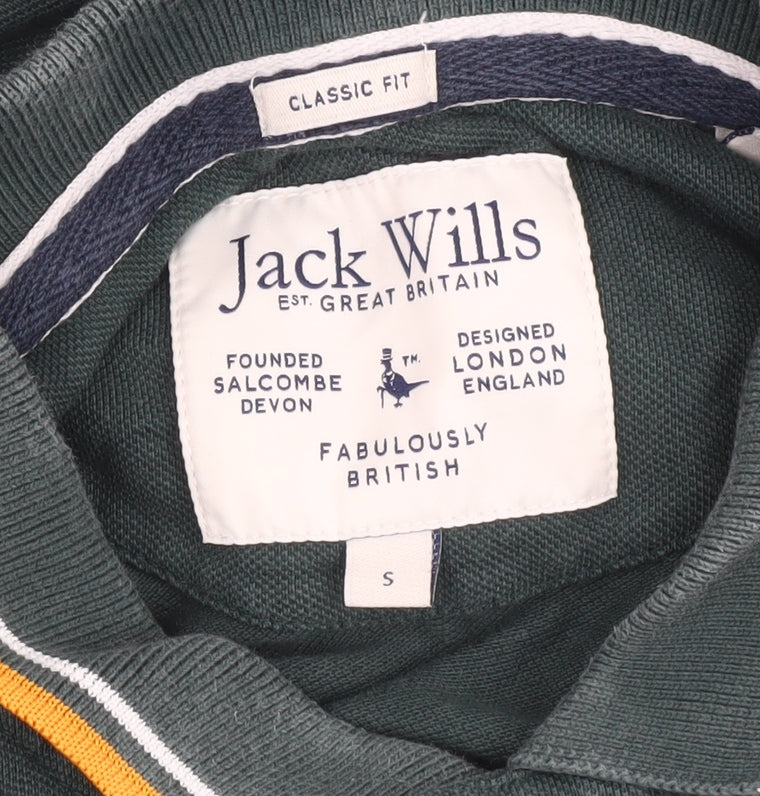 CLASSIC FIT
Jack Wills
EST. GREAT BRITAIN
FOUNDED
SALCOMBE
DEVON
TM.
DESIGNED
LONDON
ENGLAND
FABULOUSLY
BRITISH
S